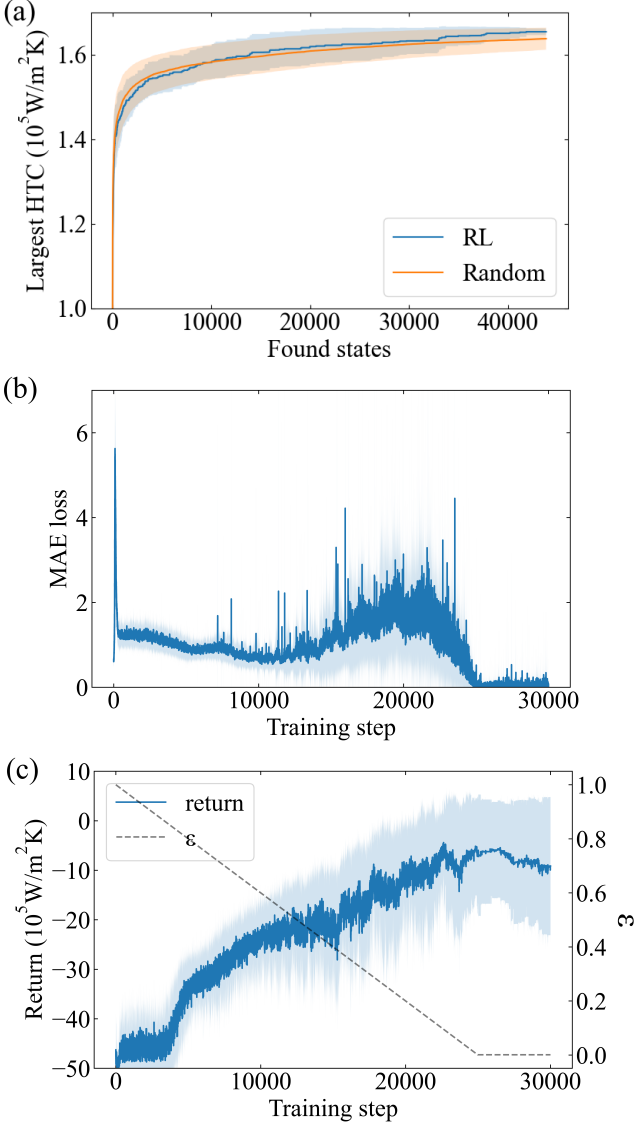 (a)
Largest HTC (10⁵W/m²K)
1.6
1.4
1.2
1.0
RL
Random
0 10000 20000 30000 40000
Found states
(b)
MAE loss
6
4
2
0
0 10000 20000 30000
Training step
(c)
Return (10⁵W/m²K)
10
0
−10
−20
−30
−40
−50
return
ε
1.0
0.8
0.6
0.4
0.2
0.0
ε
0 10000 20000 30000
Training step